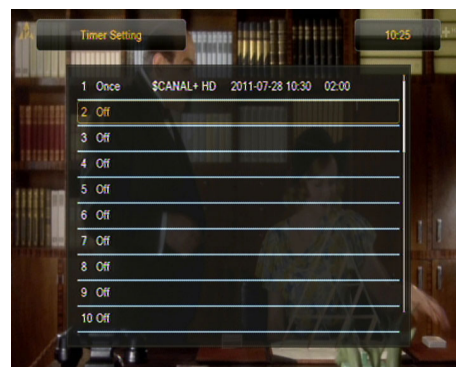 Timer Setting 10:25
1 Once $CANAL+ HD 2011-07-28 10:30 02:00
2 Off
3 Off
4 Off
5 Off
6 Off
7 Off
8 Off
9 Off
10 Off